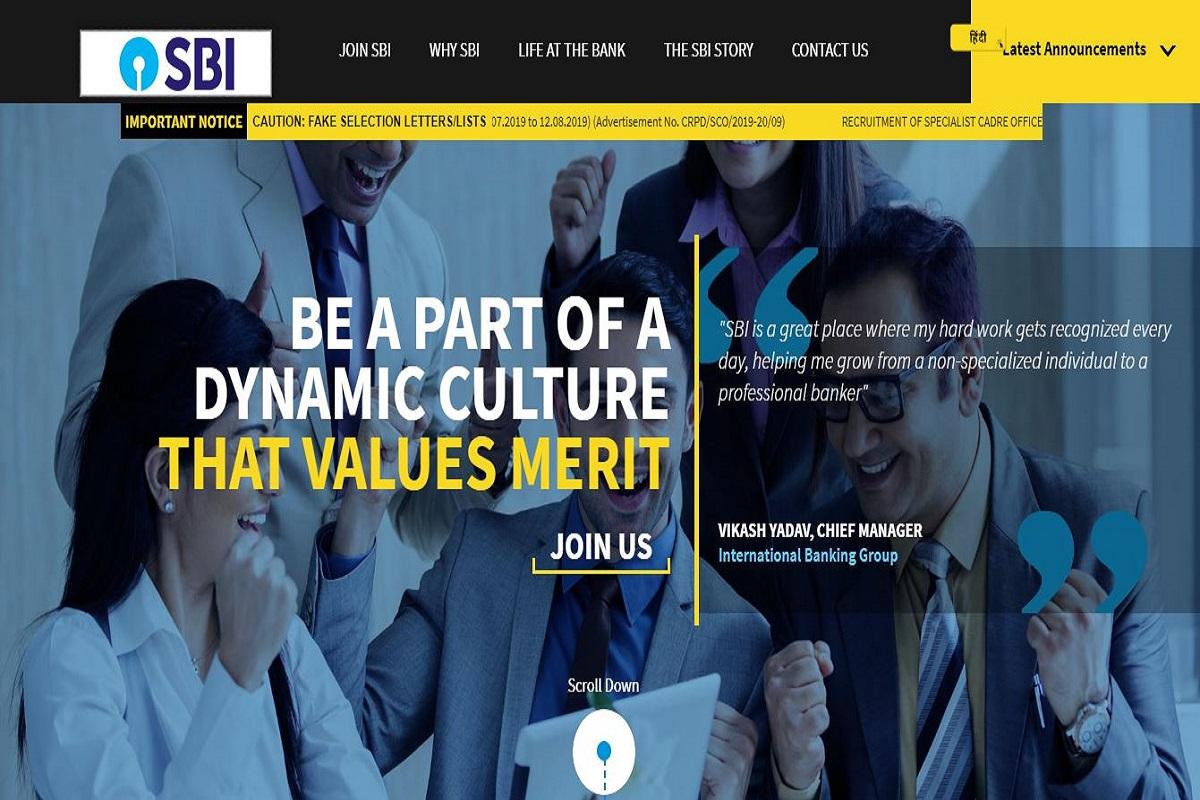 SBI
JOIN SBI
WHY SBI
LIFE AT THE BANK
THE SBI STORY
CONTACT US
हिंदी
Latest Announcements
IMPORTANT NOTICE
CAUTION: FAKE SELECTION LETTERS/LISTS
07.2019 to 12.08.2019) (Advertisement No. CRPD/SCO/2019-20/09)
RECRUITMENT OF SPECIALIST CADRE OFFICE
BE A PART OF A
DYNAMIC CULTURE
THAT VALUES MERIT
JOIN US
"SBI is a great place where my hard work gets recognized every
day, helping me grow from a non-specialized individual to a
professional banker"
VIKASH YADAV, CHIEF MANAGER
International Banking Group
Scroll Down